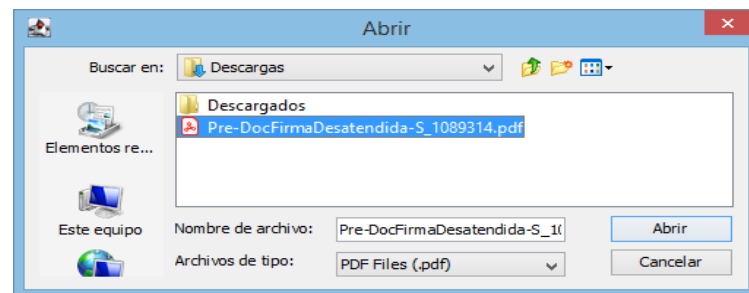 Abrir
Buscar en: Descargas
Descargados
Pre-DocFirmaDesatendida-S_1089314.pdf
Elementos re...
Este equipo
Nombre de archivo: Pre-DocFirmaDesatendida-S_1( Abrir
Archivos de tipo: PDF Files (.pdf) Cancelar